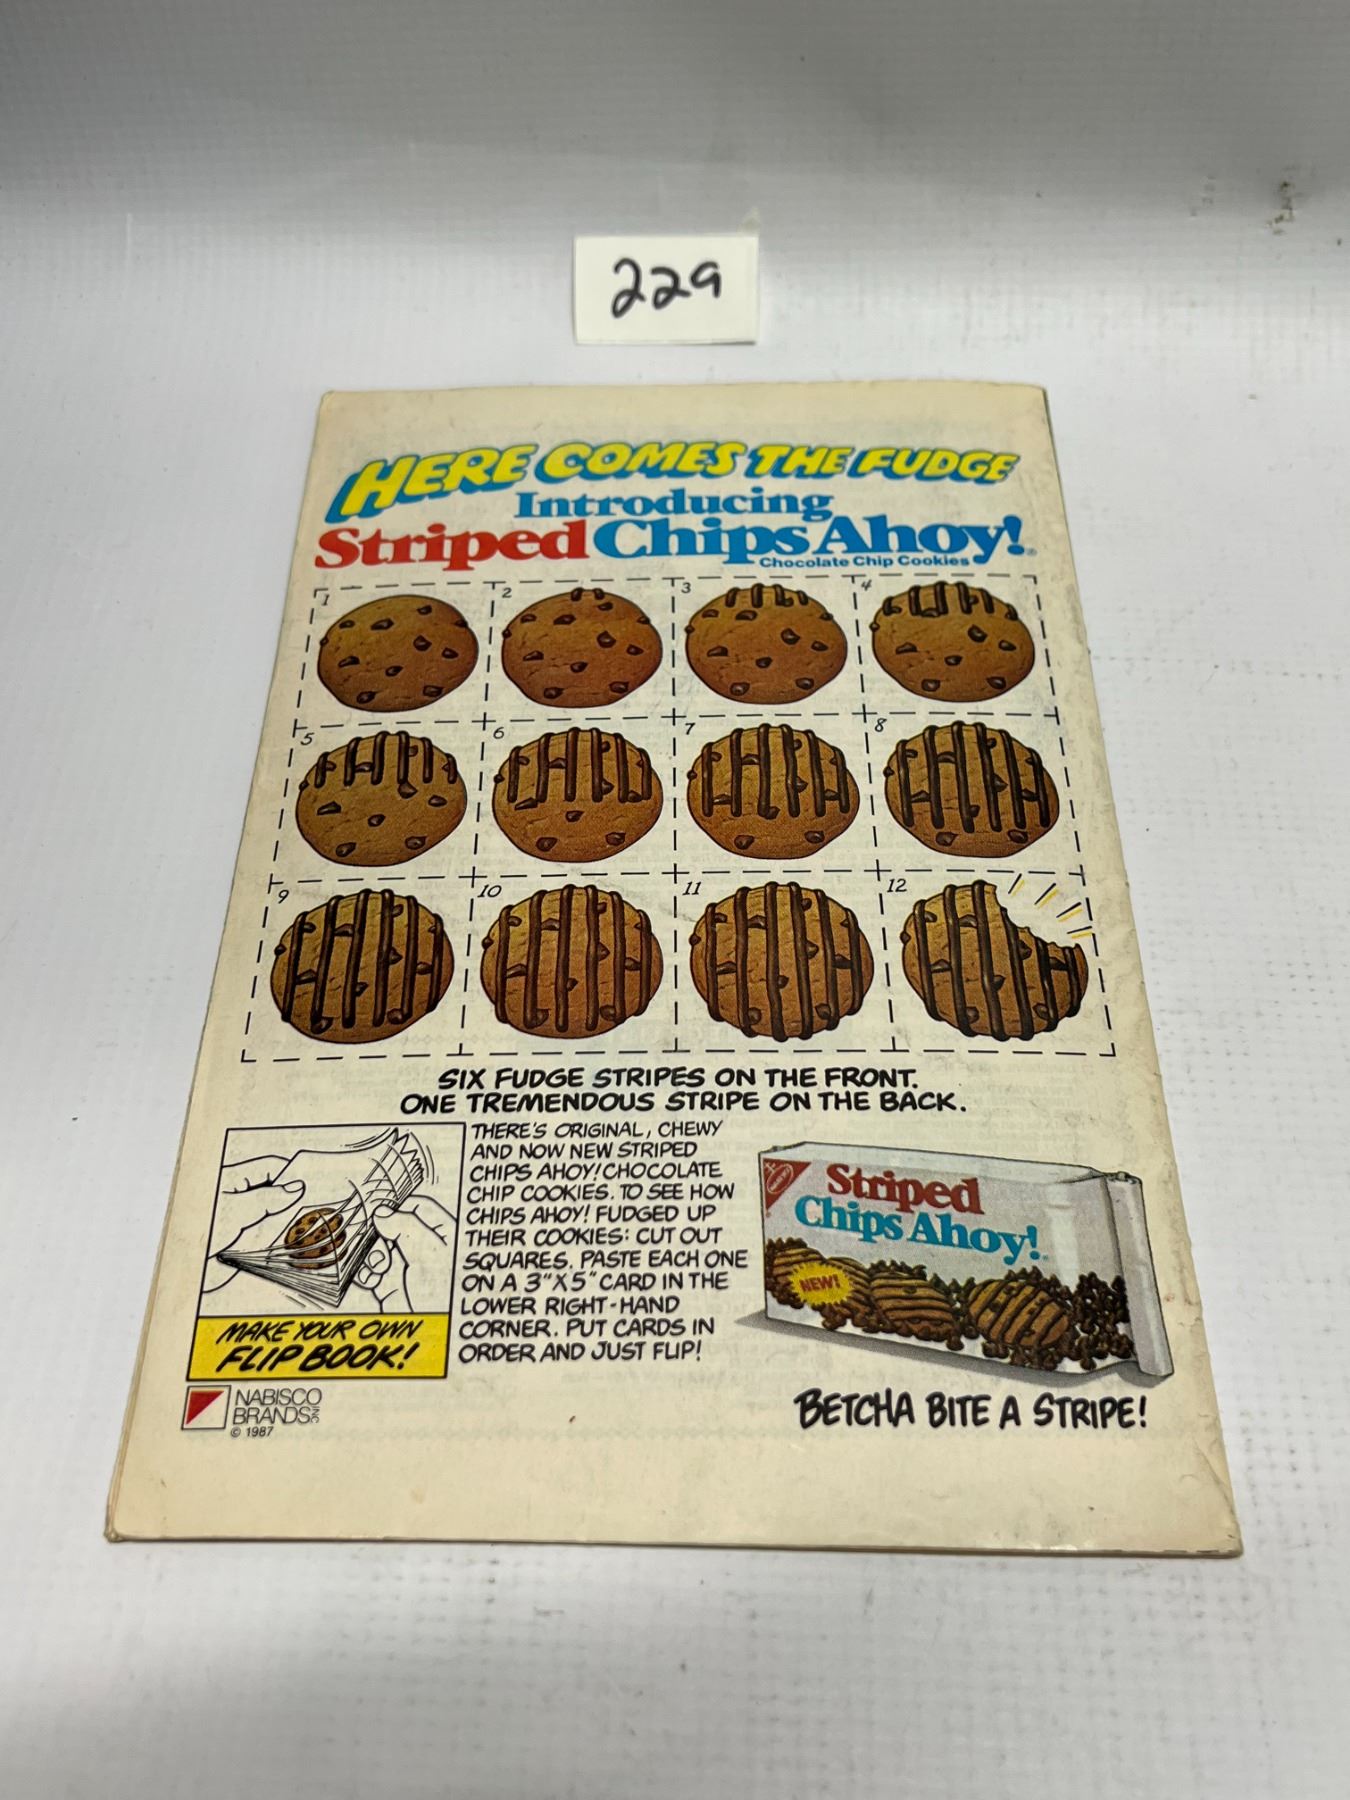 229
HERE COMES THE FUDGE
Introducing
Striped Chips Ahoy!®
Chocolate Chip Cookies
1
2
3
4
5
6
7
8
9
10
11
12
SIX FUDGE STRIPES ON THE FRONT.
ONE TREMENDOUS STRIPE ON THE BACK.
THERE'S ORIGINAL, CHEWY
AND NOW NEW STRIPED
CHIPS AHOY! CHOCOLATE
CHIP COOKIES. TO SEE HOW
CHIPS AHOY! FUDGED UP
THEIR COOKIES: CUT OUT
SQUARES. PASTE EACH ONE
ON A 3"X5" CARD IN THE
LOWER RIGHT-HAND
CORNER. PUT CARDS IN
ORDER AND JUST FLIP!
MAKE YOUR OWN
FLIP BOOK!
NABISCO
BRANDS INC
© 1987
NABISCO
Striped
Chips Ahoy!
NEW!
BETCHA BITE A STRIPE!